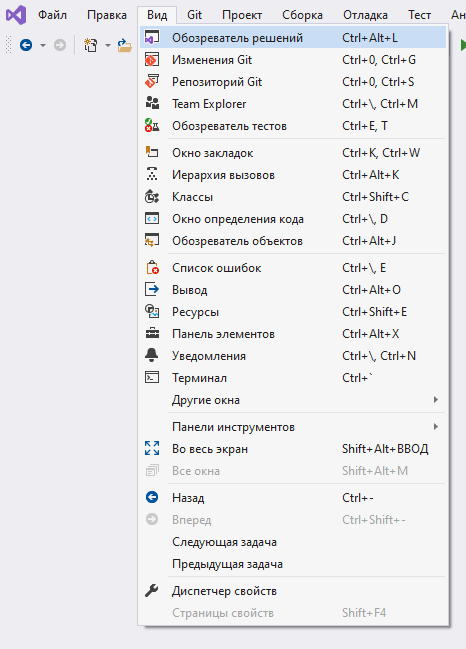 Файл Правка Вид Git Проект Сборка Отладка Тест Ан
Обозреватель решений Ctrl+Alt+L
Изменения Git Ctrl+0, Ctrl+G
Репозиторий Git Ctrl+0, Ctrl+S
Team Explorer Ctrl+\, Ctrl+M
Обозреватель тестов Ctrl+E, T
Окно закладок Ctrl+K, Ctrl+W
Иерархия вызовов Ctrl+Alt+K
Классы Ctrl+Shift+C
Окно определения кода Ctrl+\, D
Обозреватель объектов Ctrl+Alt+J
Список ошибок Ctrl+\, E
Вывод Ctrl+Alt+O
Ресурсы Ctrl+Shift+E
Панель элементов Ctrl+Alt+X
Уведомления Ctrl+\, Ctrl+N
Терминал Ctrl+`
Другие окна
Панели инструментов
Во весь экран Shift+Alt+ВВОД
Все окна Shift+Alt+M
Назад Ctrl+-
Вперед Ctrl+Shift+-
Следующая задача
Предыдущая задача
Диспетчер свойств
Страницы свойств Shift+F4